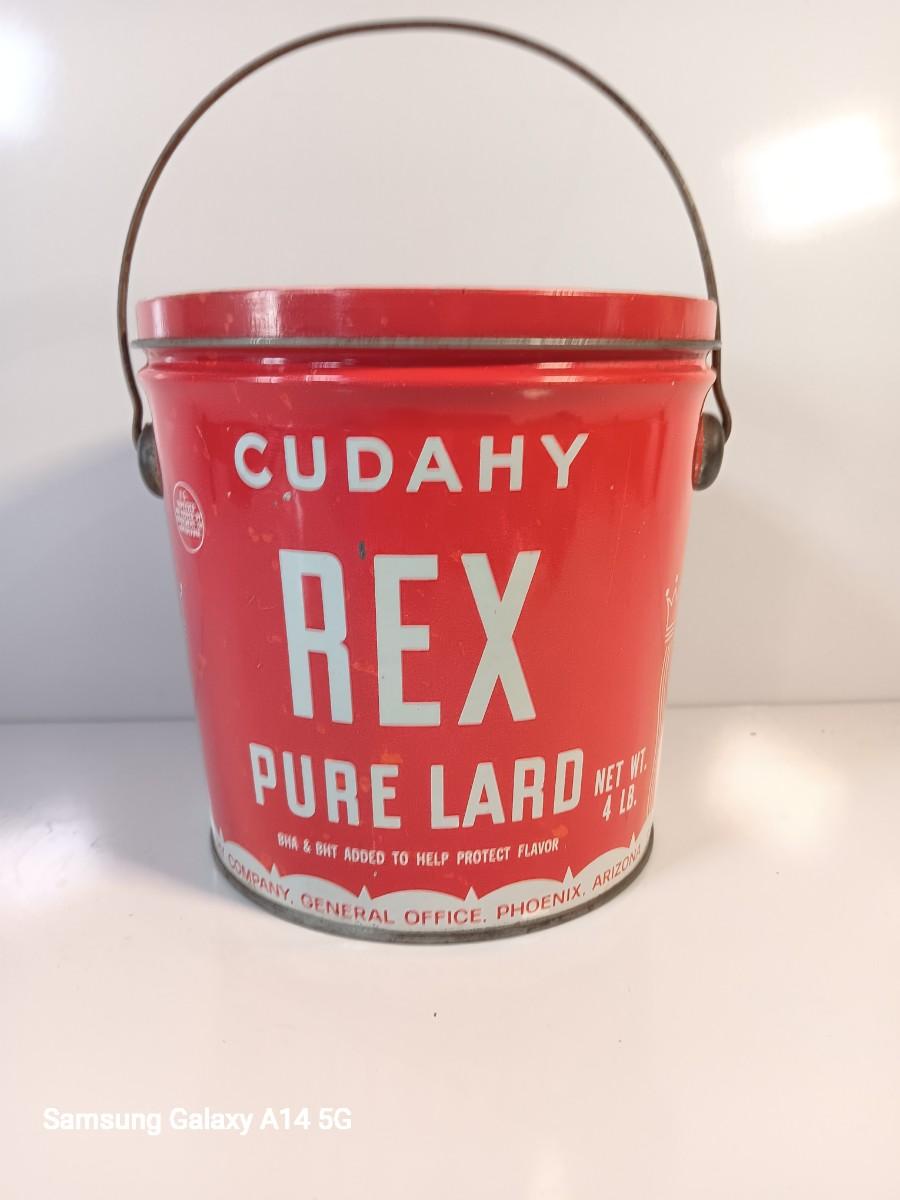 CUDAHY
REX
PURE LARD
NET WT.
4 LB.
BHA & BHT ADDED TO HELP PROTECT FLAVOR
COMPANY, GENERAL OFFICE, PHOENIX, ARIZONA
Samsung Galaxy A14 5G